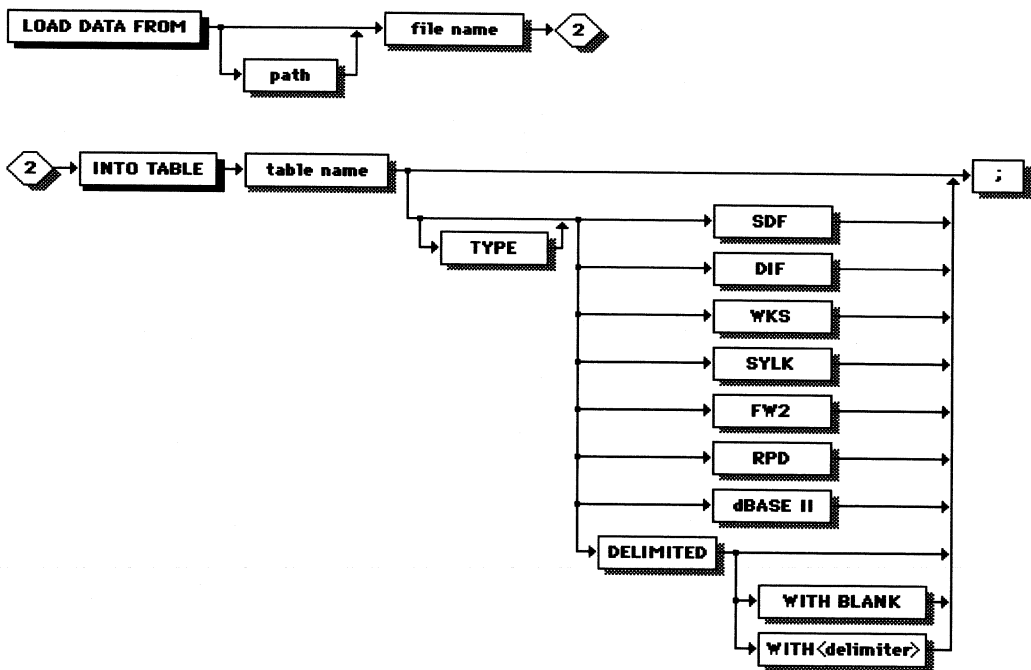 LOAD DATA FROM
file name
2
path
2
INTO TABLE
table name
;
SDF
TYPE
DIF
WKS
SYLK
FW2
RPD
dBASE II
DELIMITED
WITH BLANK
WITH<delimiter>